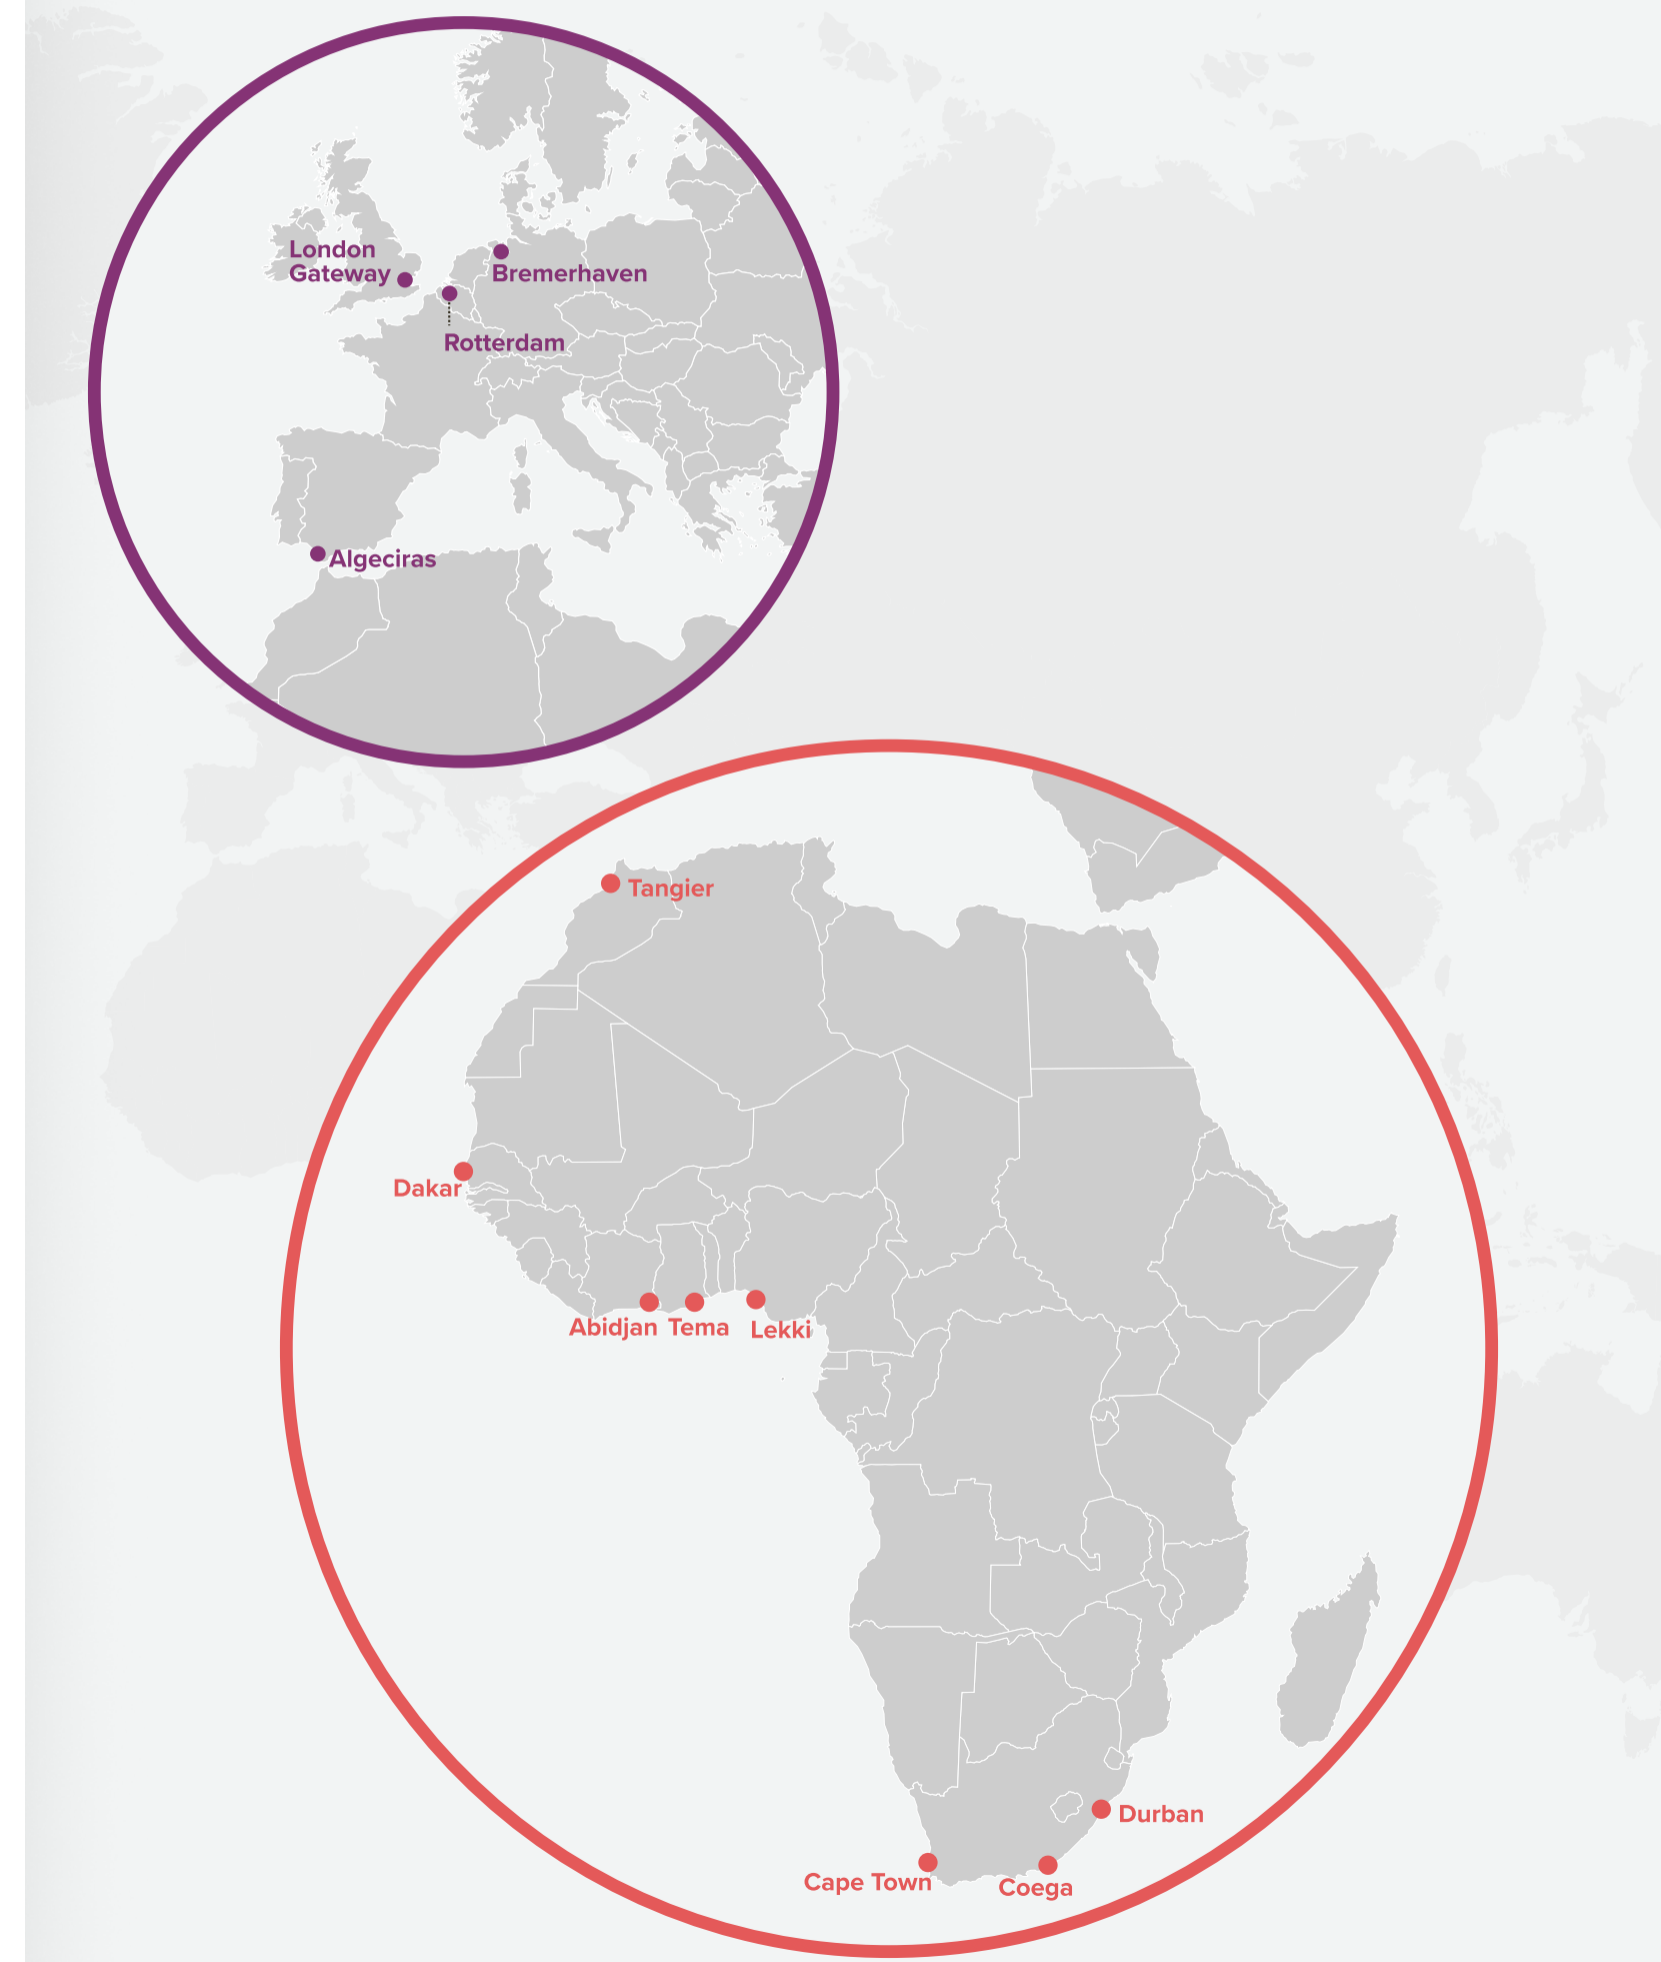 London
Gateway
Bremerhaven
Rotterdam
Algeciras
Tangier
Dakar
Abidjan
Tema
Lekki
Durban
Cape Town
Coega